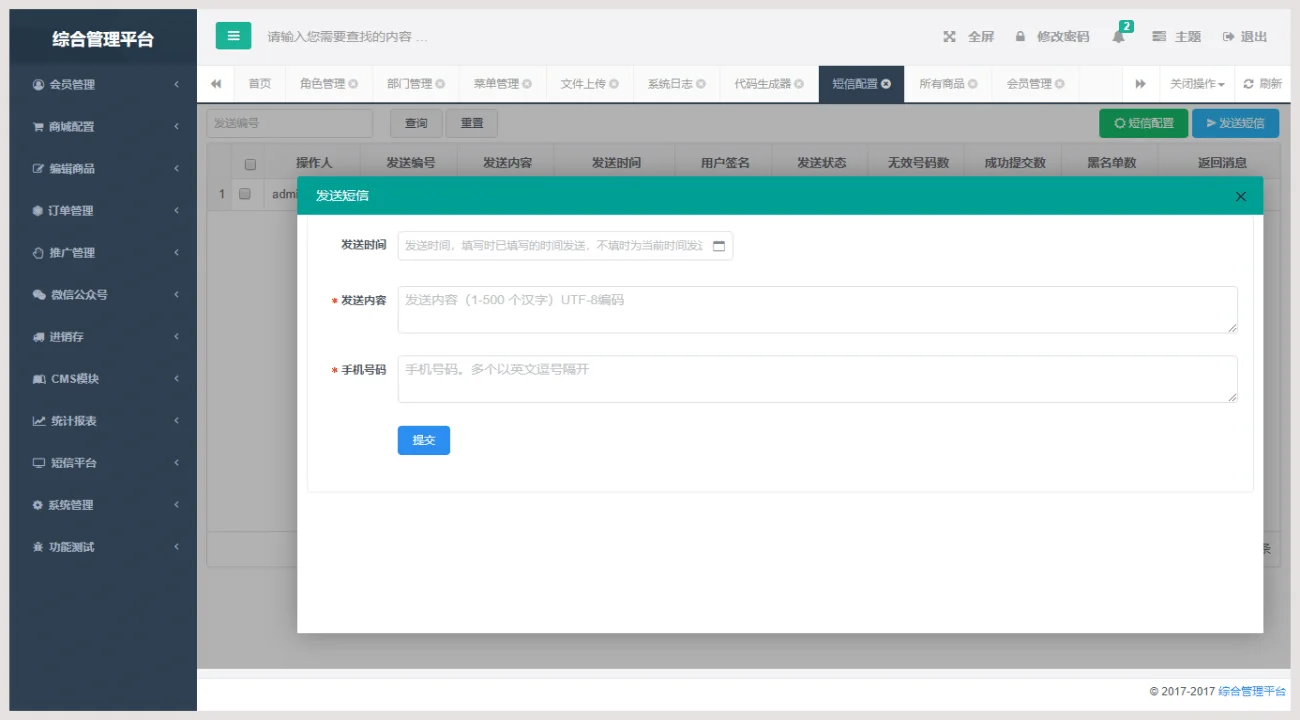 综合管理平台
请输入您需要查找的内容 …
全屏
修改密码
2
主题
退出
会员管理
商城配置
编辑商品
订单管理
推广管理
微信公众号
进销存
CMS模块
统计报表
短信平台
系统管理
功能测试
首页 角色管理 部门管理 菜单管理 文件上传 系统日志 代码生成器 短信配置 所有商品 会员管理 关闭操作 刷新
发送编号 查询 重置 短信配置 发送短信
操作人 发送编号 发送内容 发送时间 用户签名 发送状态 无效号码数 成功提交数 黑名单数 返回消息
1 admi
发送短信
发送时间 发送时间，填写时已填写的时间发送，不填时为当前时间发
* 发送内容 发送内容（1-500 个汉字）UTF-8编码
* 手机号码 手机号码。多个以英文逗号隔开
提交
© 2017-2017 综合管理平台